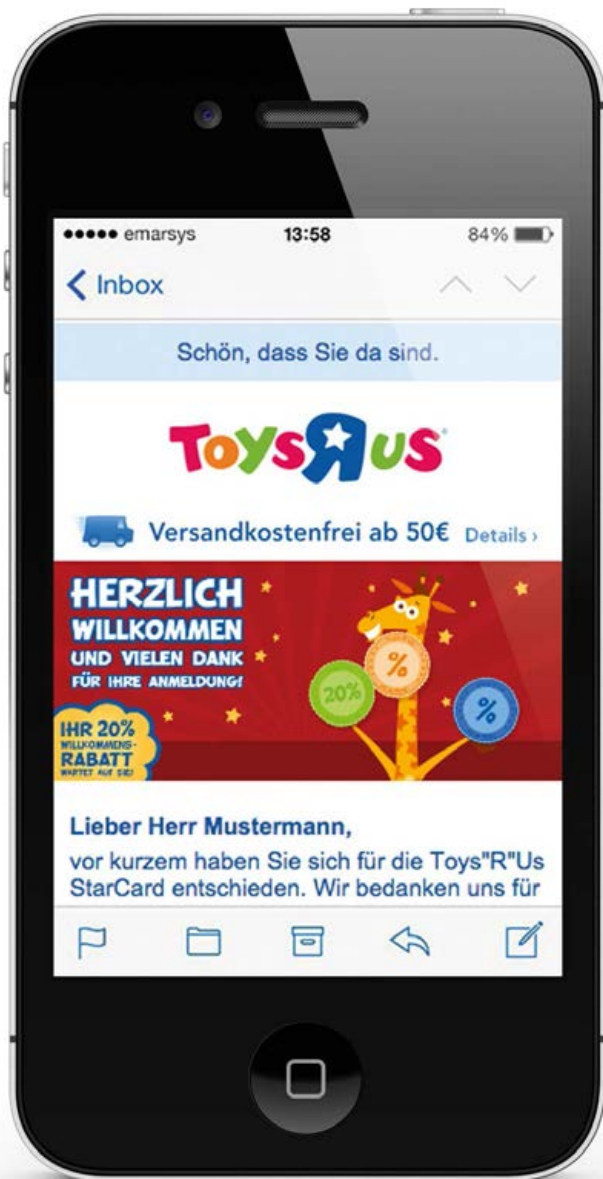 emarsys 13:58 84%
Inbox
Schön, dass Sie da sind.
ToysЯus
Versandkostenfrei ab 50€ Details ›
HERZLICH
WILLKOMMEN
UND VIELEN DANK
FÜR IHRE ANMELDUNG!
20% % %
IHR 20%
WILLKOMMENS-
RABATT
WARTET AUF SIE!
Lieber Herr Mustermann,
vor kurzem haben Sie sich für die Toys"R"Us
StarCard entschieden. Wir bedanken uns für